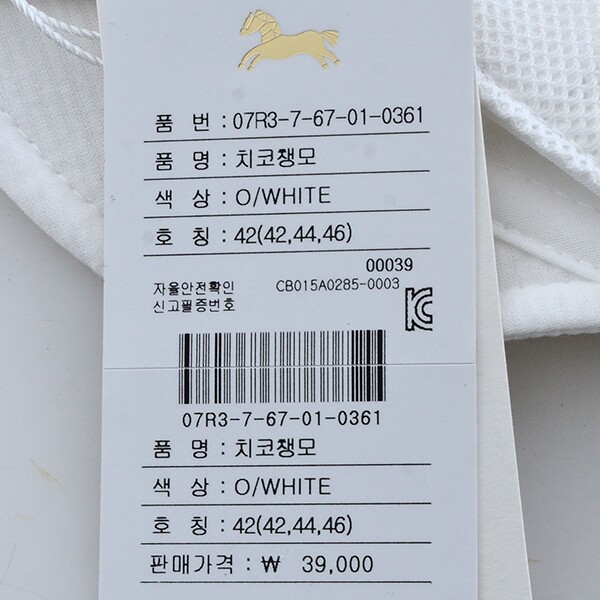 품 번 : 07R3-7-67-01-0361
품 명 : 치코챙모
색 상 : O/WHITE
호 칭 : 42(42,44,46)
00039
자율안전확인 CB015A0285-0003
신고필증번호
07R3-7-67-01-0361
품 명 : 치코챙모
색 상 : O/WHITE
호 칭 : 42(42,44,46)
판매가격 : ₩ 39,000